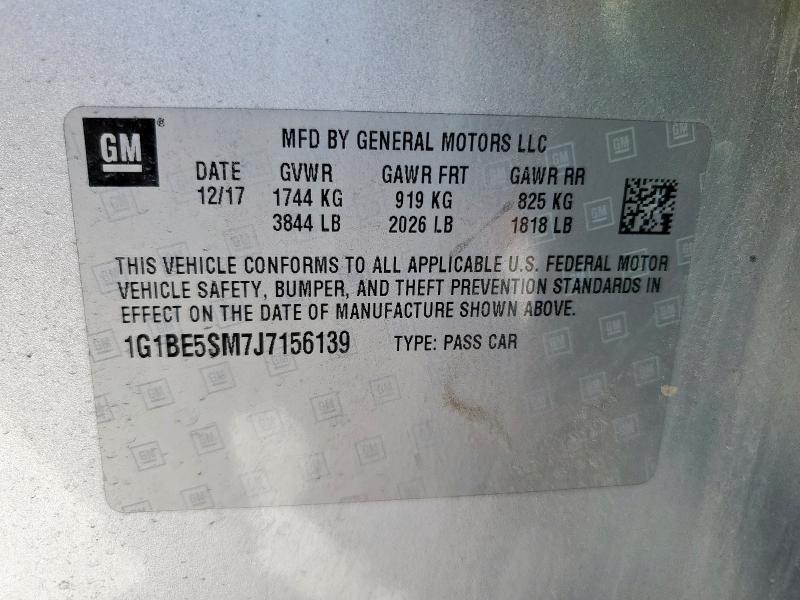 GM ®
MFD BY GENERAL MOTORS LLC
DATE GVWR GAWR FRT GAWR RR
12/17 1744 KG 919 KG 825 KG
3844 LB 2026 LB 1818 LB
THIS VEHICLE CONFORMS TO ALL APPLICABLE U.S. FEDERAL MOTOR
VEHICLE SAFETY, BUMPER, AND THEFT PREVENTION STANDARDS IN
EFFECT ON THE DATE OF MANUFACTURE SHOWN ABOVE.
1G1BE5SM7J7156139 TYPE: PASS CAR